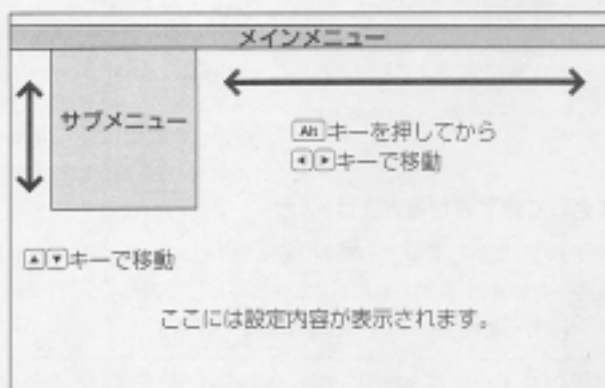 メインメニュー
サブメニュー
Altキーを押してから
◀▶キーで移動
▲▼キーで移動
ここには設定内容が表示されます。